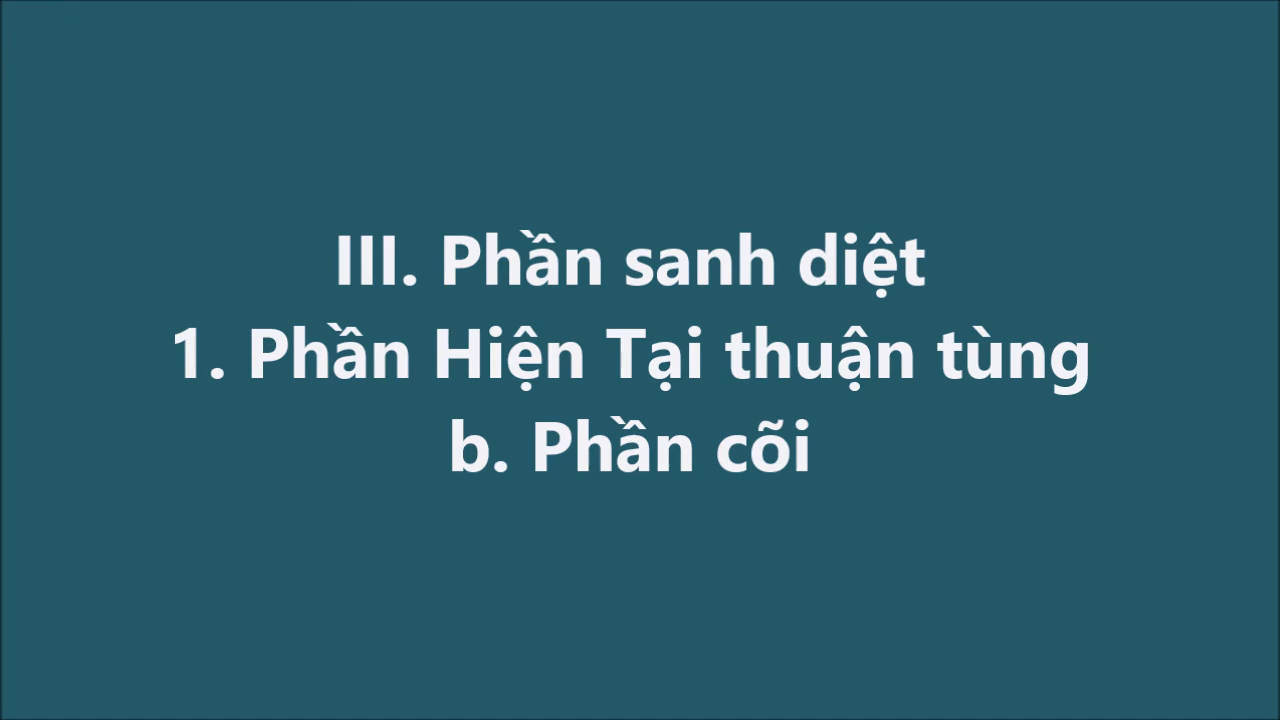 III. Phần sanh diệt
1. Phần Hiện Tại thuận tùng
b. Phần cõi